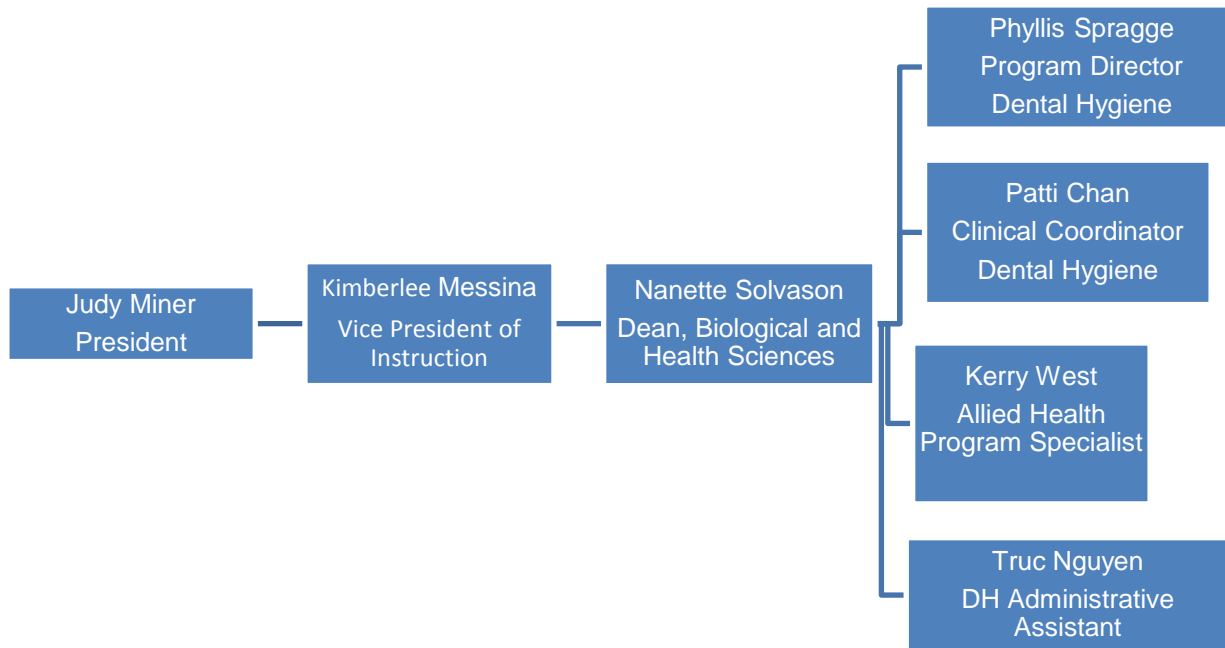 Judy Miner
President
Kimberlee Messina
Vice President of
Instruction
Nanette Solvason
Dean, Biological and
Health Sciences
Phyllis Spragge
Program Director
Dental Hygiene
Patti Chan
Clinical Coordinator
Dental Hygiene
Kerry West
Allied Health
Program Specialist
Truc Nguyen
DH Administrative
Assistant